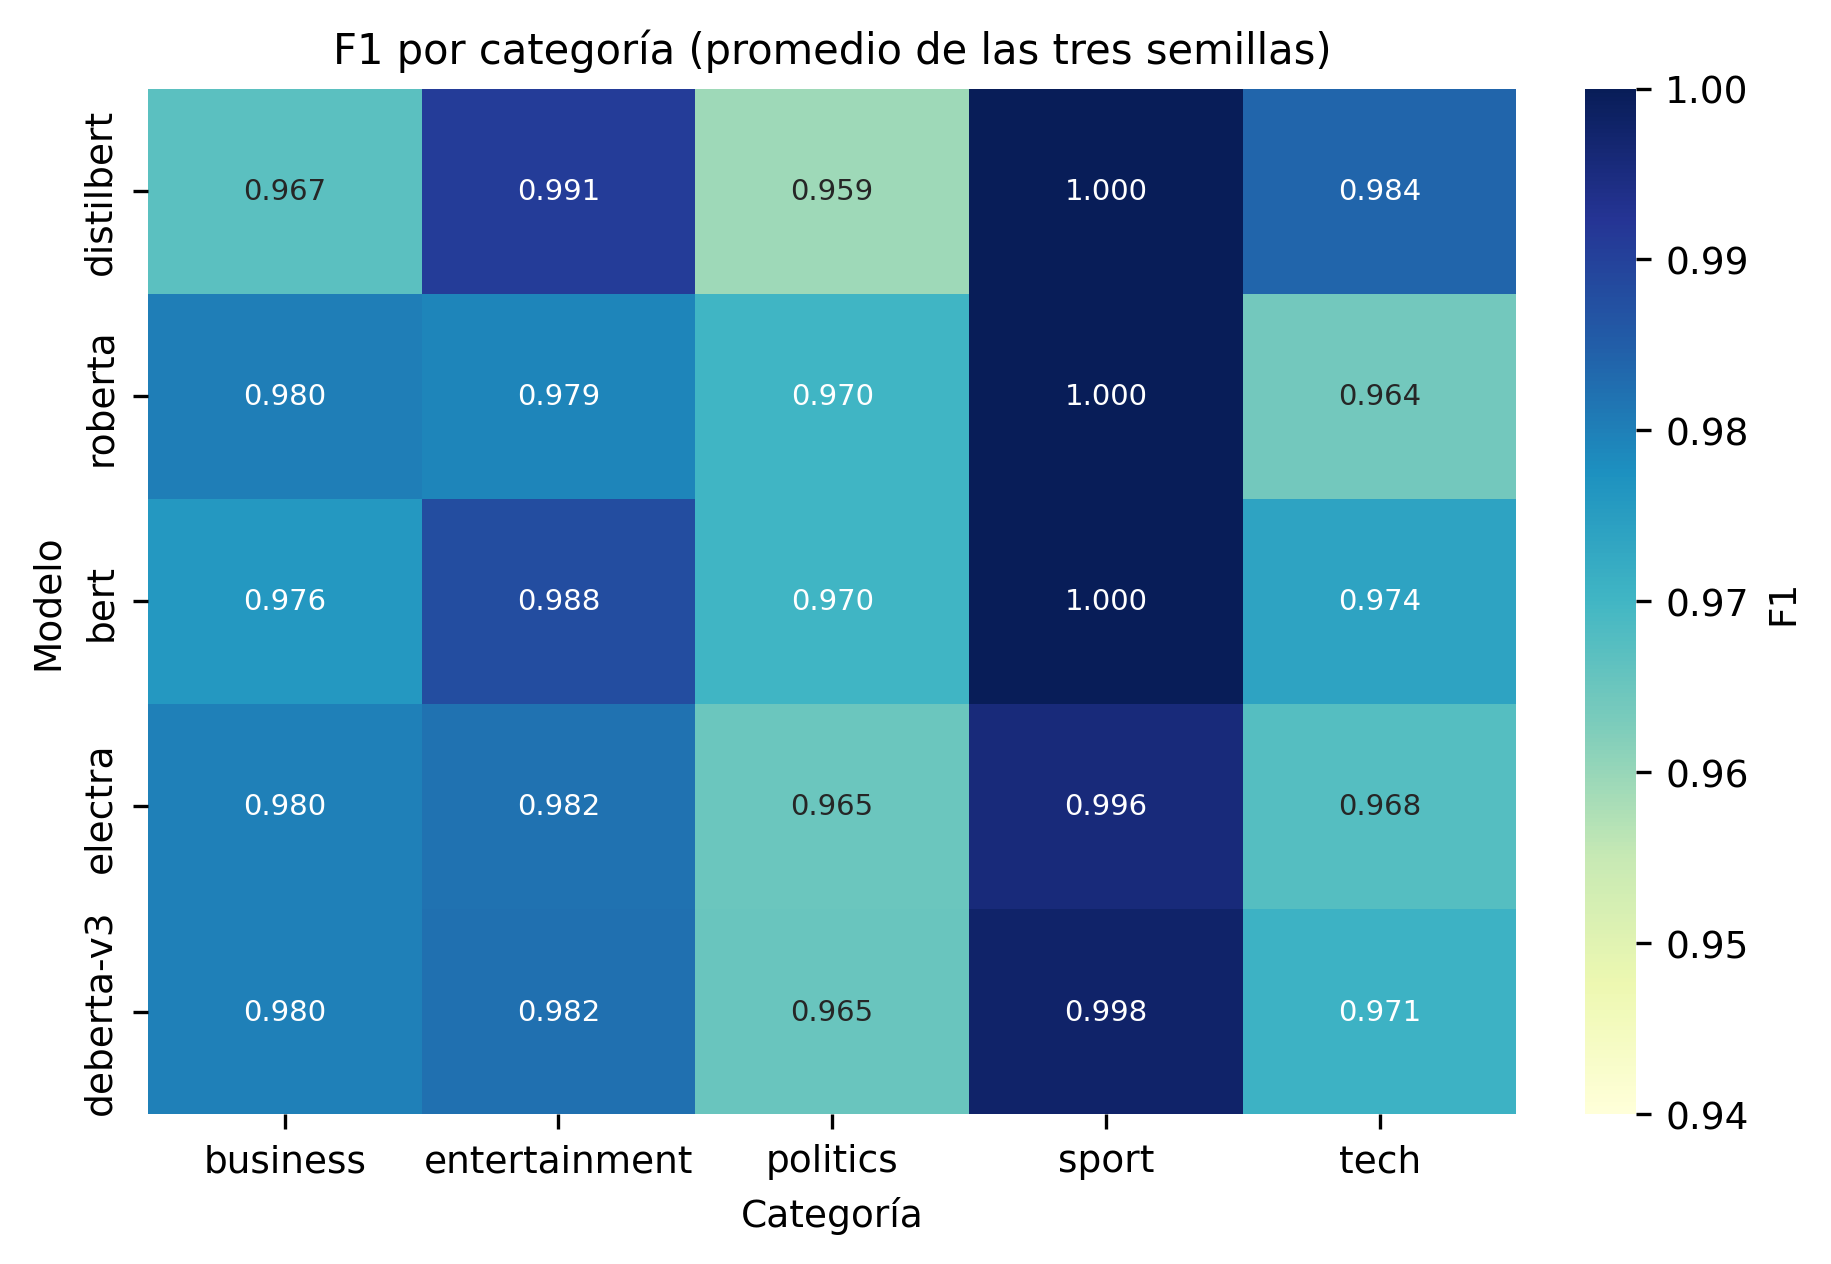 F1 por categoría (promedio de las tres semillas)
Modelo
distilbert 0.967 0.991 0.959 1.000 0.984
roberta 0.980 0.979 0.970 1.000 0.964
bert 0.976 0.988 0.970 1.000 0.974
electra 0.980 0.982 0.965 0.996 0.968
deberta-v3 0.980 0.982 0.965 0.998 0.971
business entertainment politics sport tech
Categoría
1.00
0.99
0.98
0.97
0.96
0.95
0.94
F1